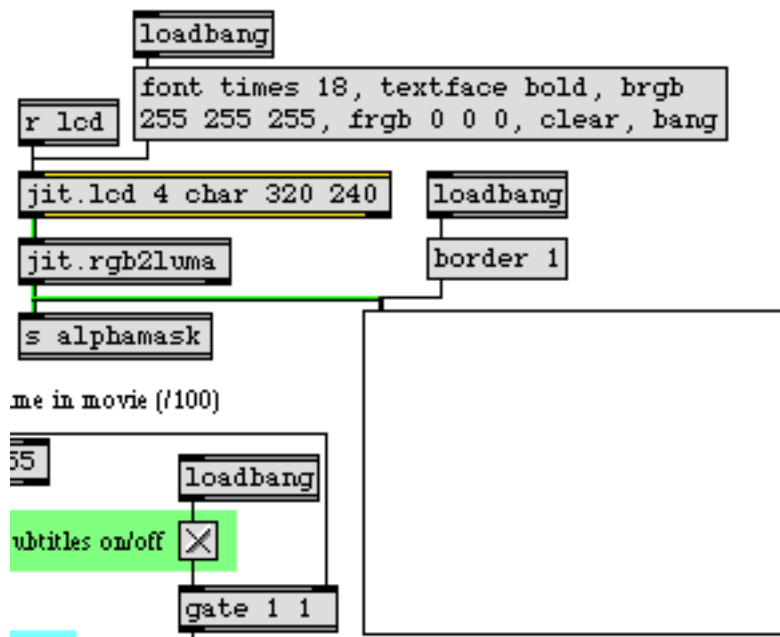 loadbang
font times 18, textface bold, brgb
255 255 255, frgb 0 0 0, clear, bang
r lcd
jit.lcd 4 char 320 240
loadbang
jit.rgb2luma
border 1
s alphamask
me in movie (/100)
55
loadbang
ubtitles on/off
gate 1 1